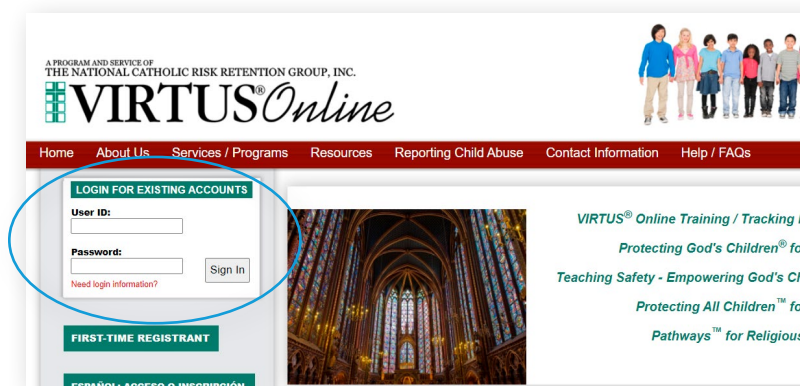 A PROGRAM AND SERVICE OF
THE NATIONAL CATHOLIC RISK RETENTION GROUP, INC.
VIRTUS® Online
Home About Us Services / Programs Resources Reporting Child Abuse Contact Information Help / FAQs
LOGIN FOR EXISTING ACCOUNTS
User ID:
Password:
Sign In
Need login information?
FIRST-TIME REGISTRANT
ESPAÑOL: ACCESO O INSCRIPCIÓN
VIRTUS® Online Training / Tracking
Protecting God's Children®
Teaching Safety - Empowering God's
Protecting All Children™
Pathways™ for Religious